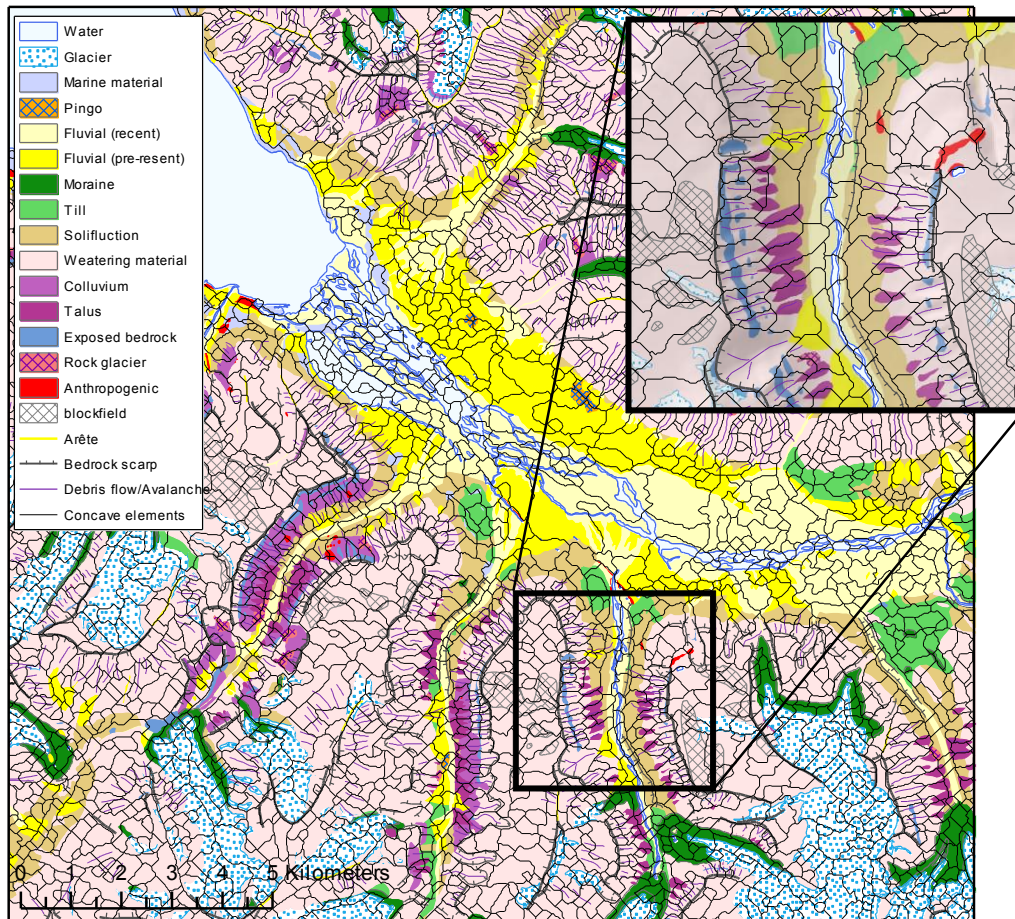 Water
Glacier
Marine material
Pingo
Fluvial (recent)
Fluvial (pre-resent)
Moraine
Till
Solifluction
Weatering material
Colluvium
Talus
Exposed bedrock
Rock glacier
Anthropogenic
blockfield
Arête
Bedrock scarp
Debris flow/Avalanche
Concave elements
0 1 2 3 4 5 Kilometers